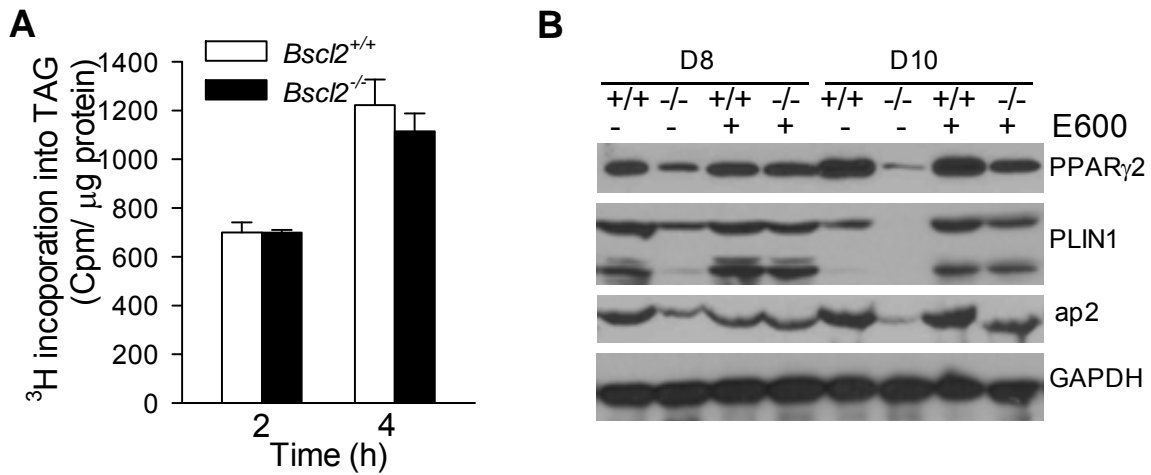 A
³H incoporation into TAG
(Cpm/ μg protein)
1400
1200
1000
800
600
400
200
0
Bscl2+/+
Bscl2-/-
2 4
Time (h)
B
D8 D10
+/+ -/- +/+ -/- +/+ -/- +/+ -/-
- - + + - - + + E600
PPARγ2
PLIN1
ap2
GAPDH